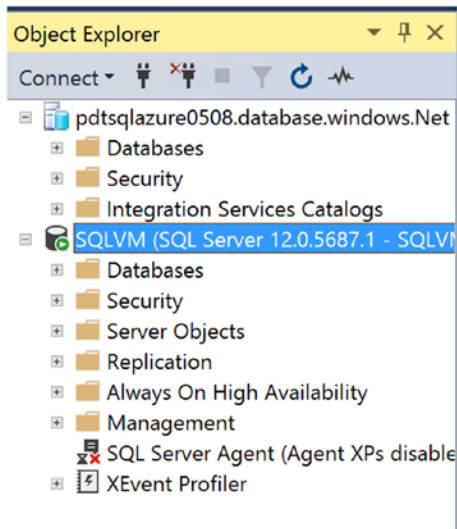 Object Explorer
Connect
pdtsqlazure0508.database.windows.Net
Databases
Security
Integration Services Catalogs
SQLVM (SQL Server 12.0.5687.1 - SQLVM
Databases
Security
Server Objects
Replication
Always On High Availability
Management
SQL Server Agent (Agent XPs disable
XEvent Profiler